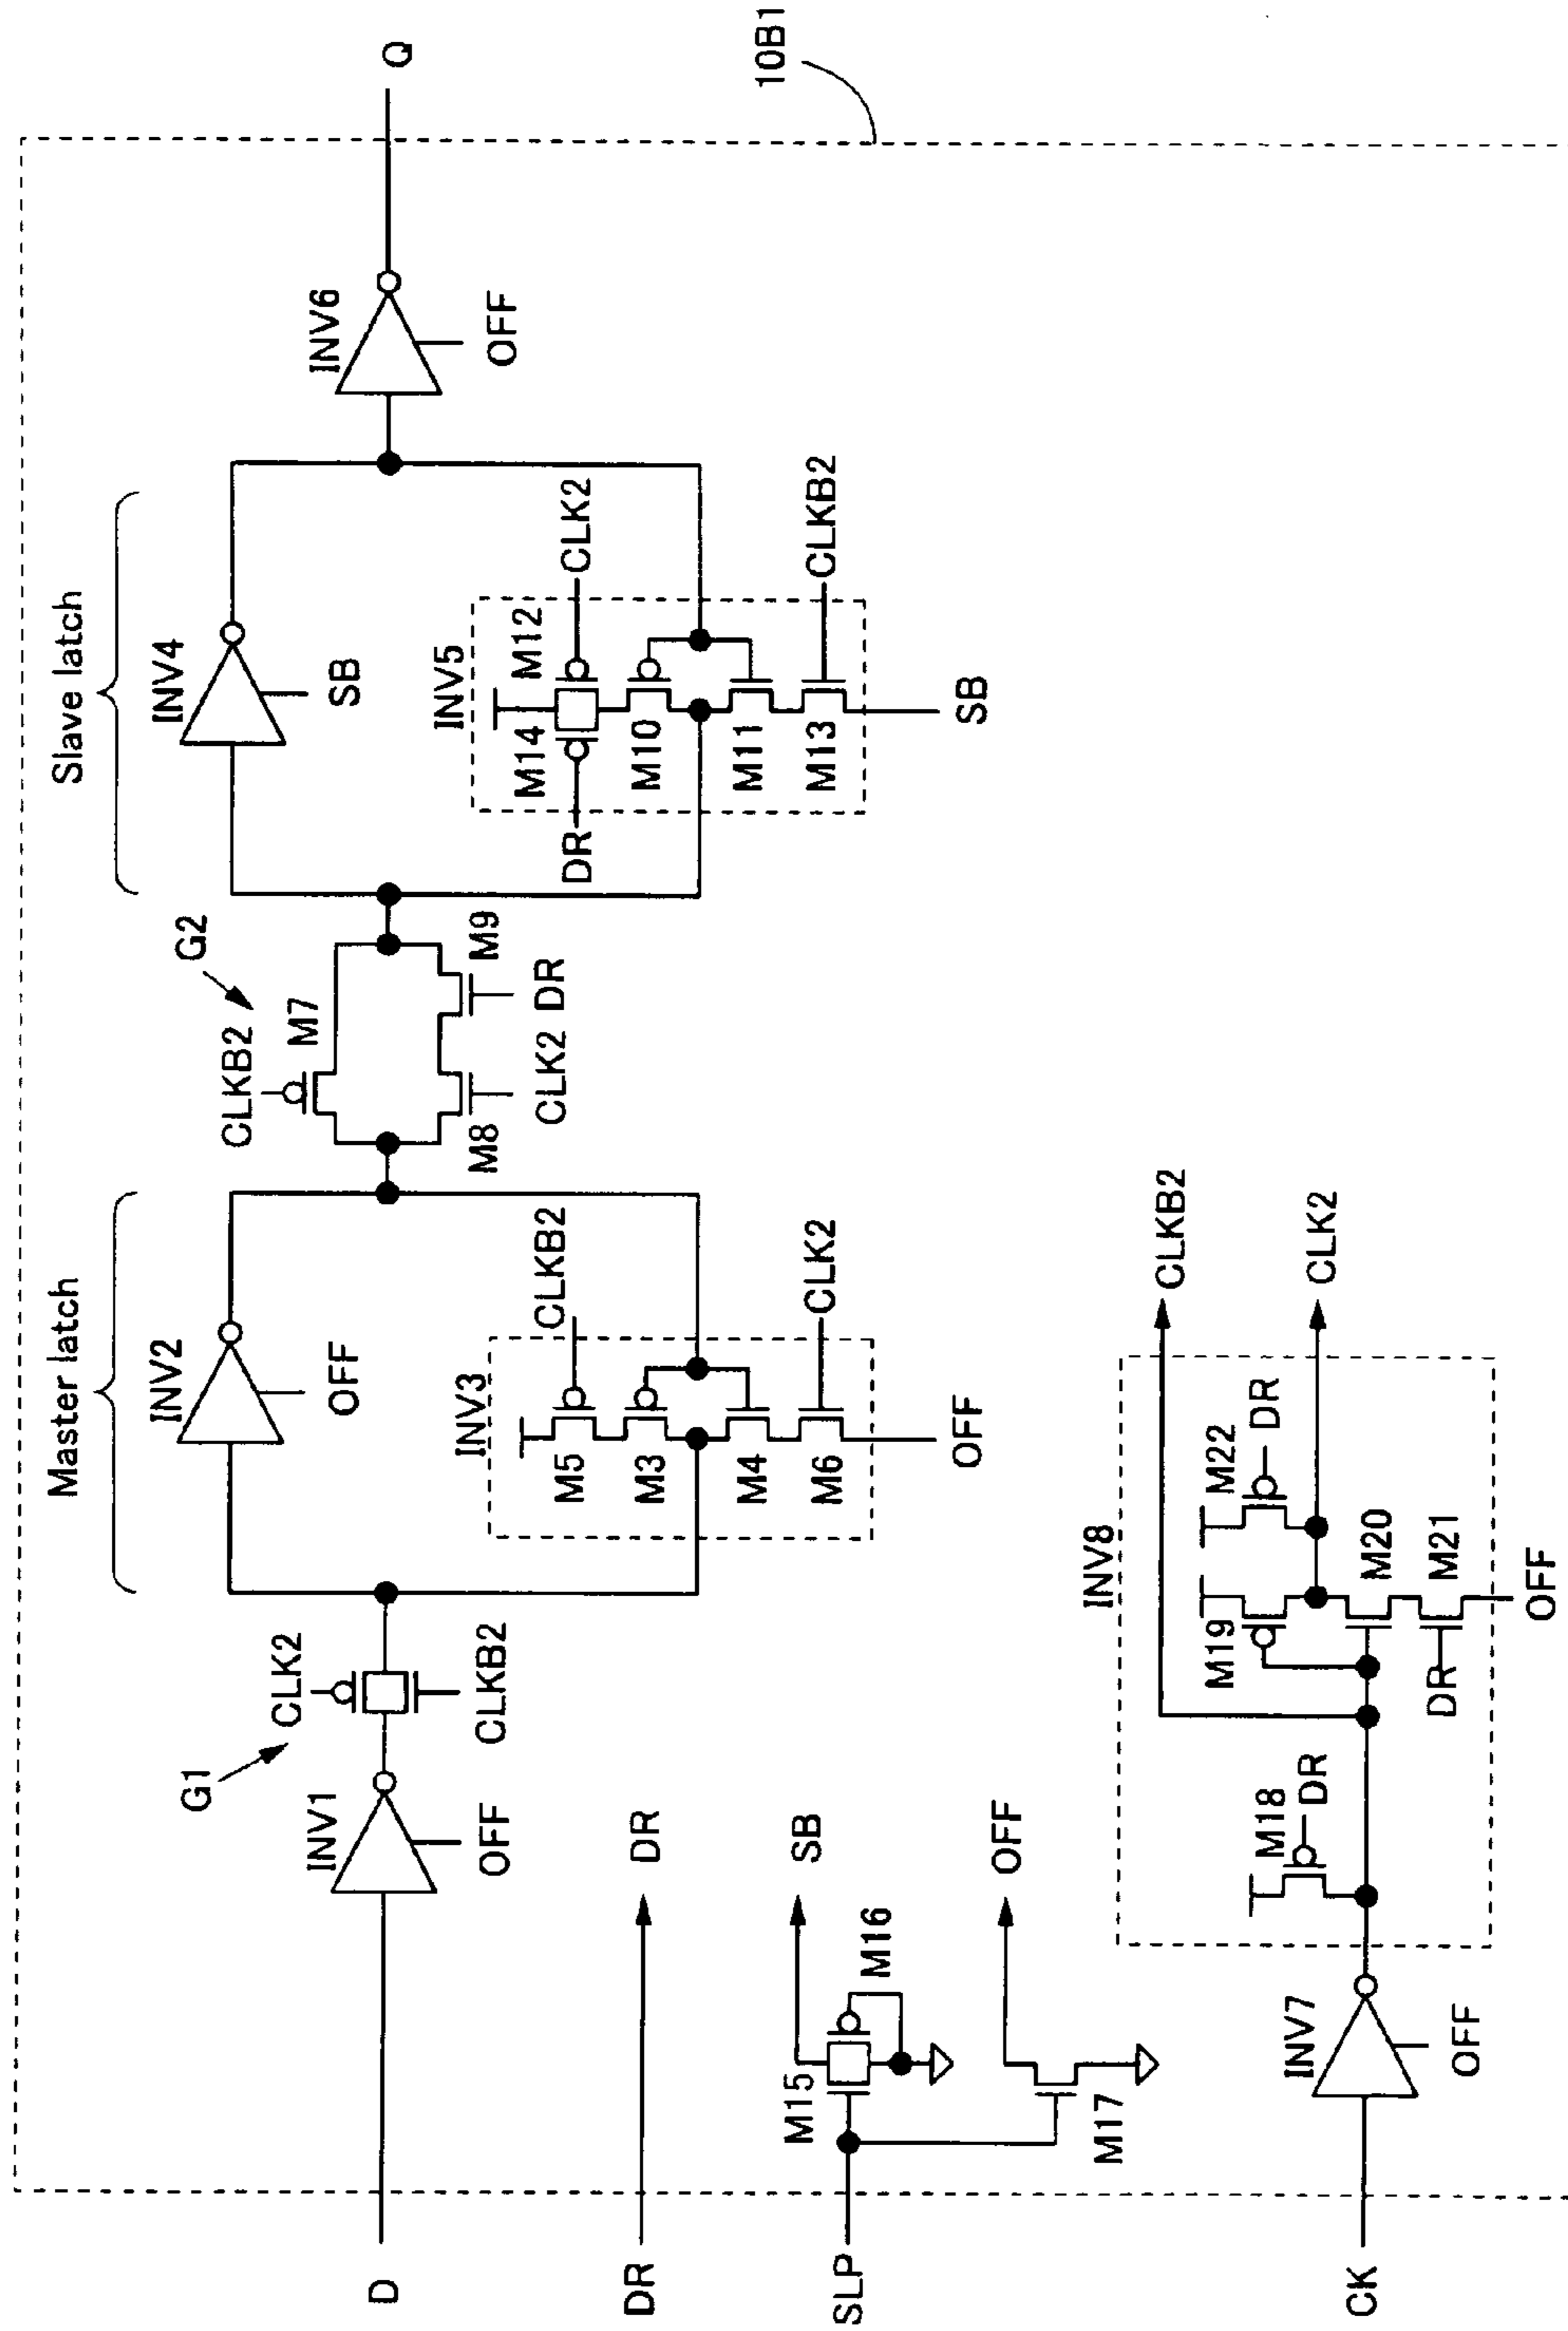 10B1
Master latch
Slave latch
INV2
OFF
INV4
SB
G1
CLK2
G2
CLKB2
M7
D
INV1
OFF
CLKB2
M8
CLK2
DR
M9
INV6
OFF
Q
INV3
M5
CLKB2
M3
M4
M6
CLK2
OFF
INV5
M14
M12
DR
CLK2
M10
M11
M13
CLKB2
SB
DR
DR
SLP
M15
M16
SB
M17
OFF
CK
INV7
OFF
INV8
M18
DR
M19
M22
DR
M20
DR
M21
OFF
CLKB2
CLK2